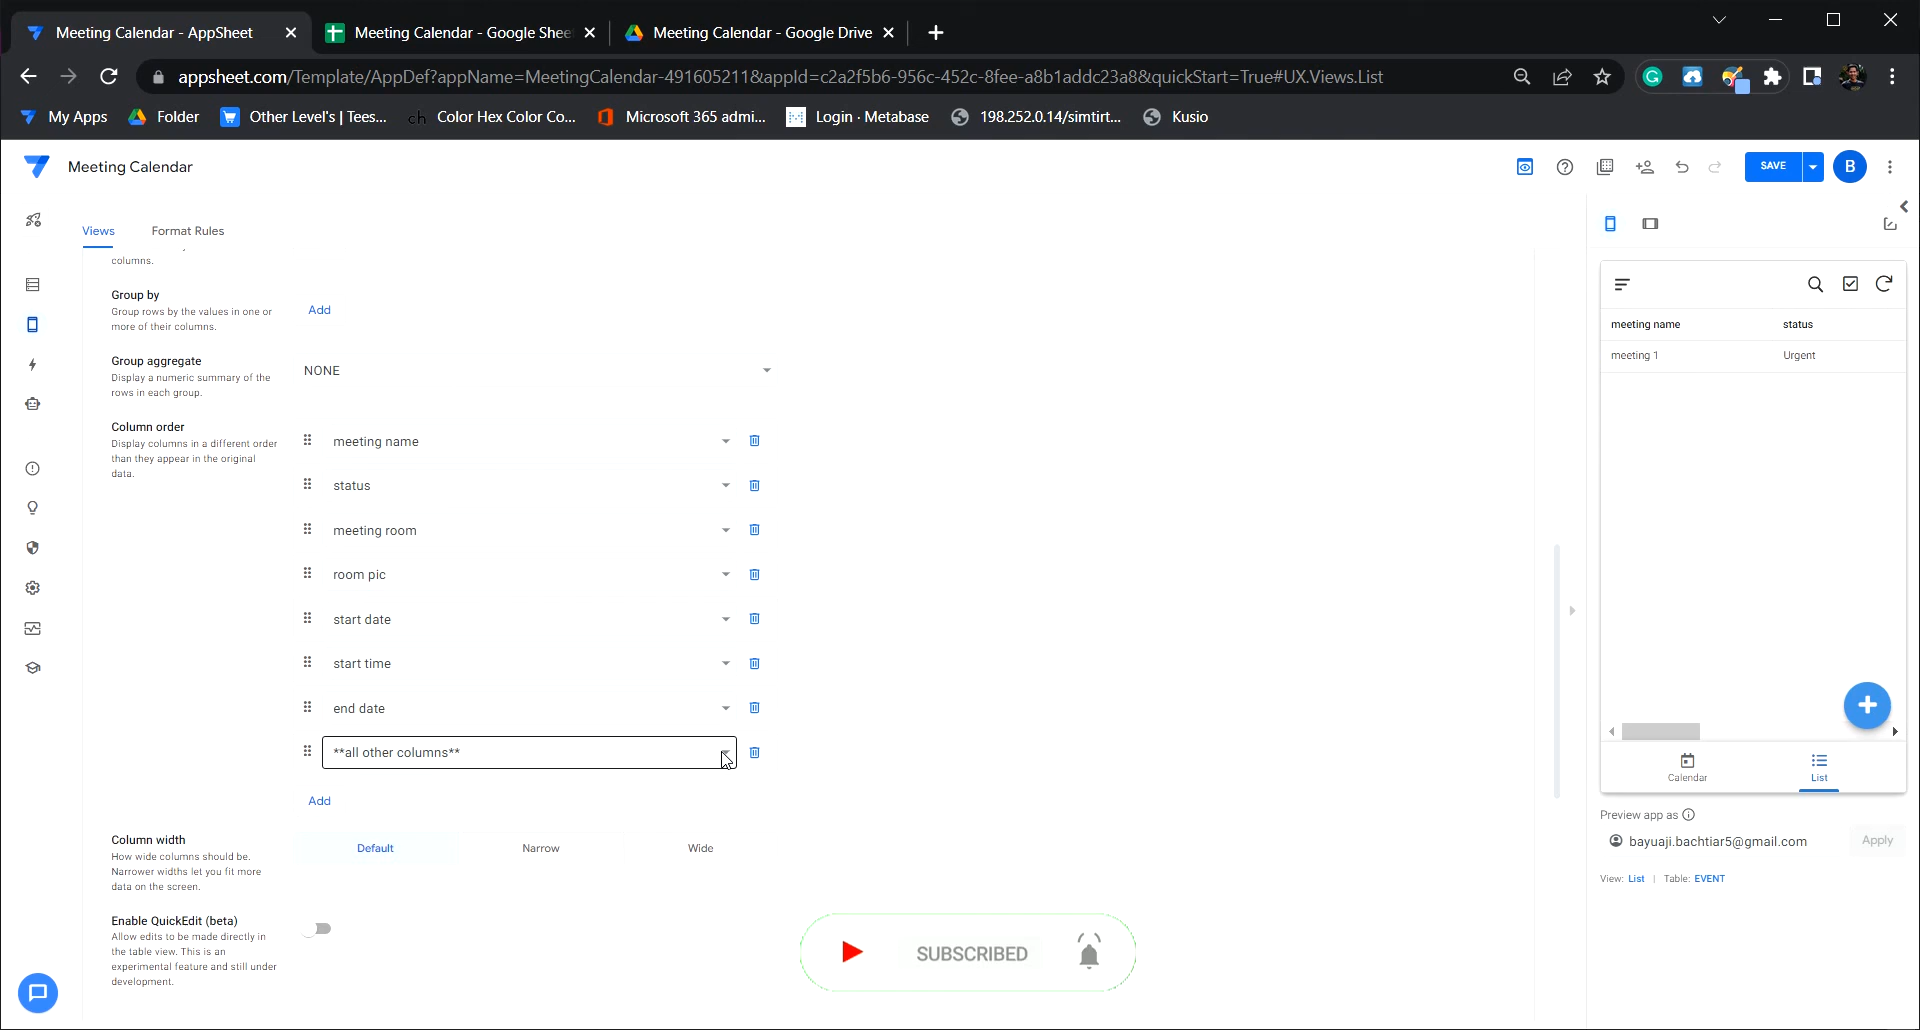 Meeting Calendar - AppSheet
Meeting Calendar - Google Shee
Meeting Calendar - Google Drive
appsheet.com/Template/AppDef?appName=MeetingCalendar-491605211&appId=c2a2f5b6-956c-452c-8fee-a8b1addc23a8&quickStart=True#UX.Views.List
My Apps
Folder
Other Level's | Tees...
ch Color Hex Color Co...
Microsoft 365 admi...
Login · Metabase
198.252.0.14/simtirt...
Kusio
Meeting Calendar
SAVE
B
Views
Format Rules
columns.
Group by
Group rows by the values in one or
more of their columns.
Add
Group aggregate
Display a numeric summary of the
rows in each group.
NONE
Column order
Display columns in a different order
than they appear in the original
data.
meeting name
status
meeting room
room pic
start date
start time
end date
**all other columns**
Add
Column width
How wide columns should be.
Narrower widths let you fit more
data on the screen.
Default
Narrow
Wide
Enable QuickEdit (beta)
Allow edits to be made directly in
the table view. This is an
experimental feature and still under
development.
SUBSCRIBED
meeting name
status
meeting 1
Urgent
Calendar
List
Preview app as
bayuaji.bachtiar5@gmail.com
Apply
View: List | Table: EVENT